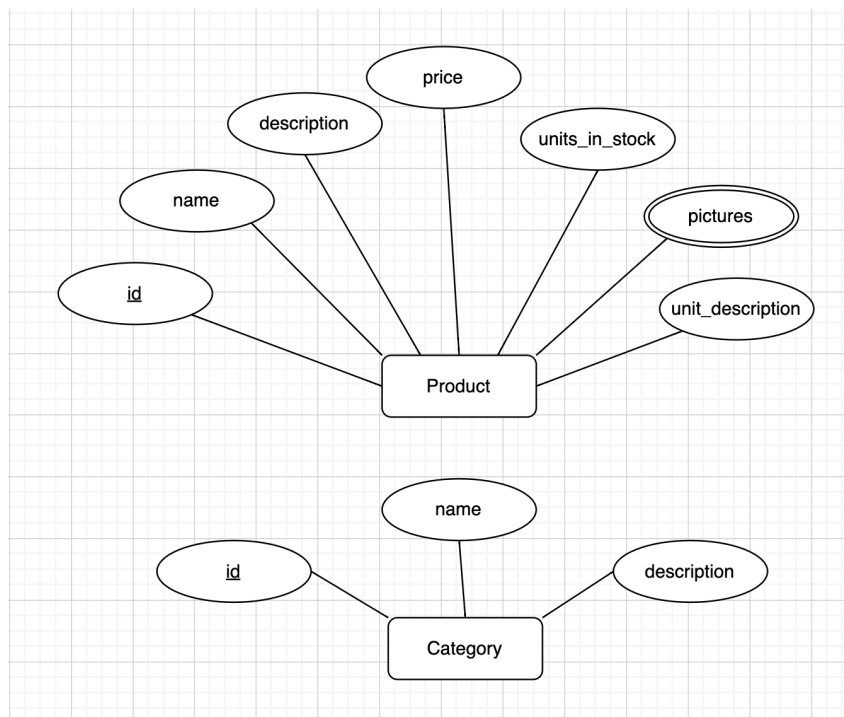 price
description
units_in_stock
name
pictures
id
unit_description
Product
name
id
description
Category